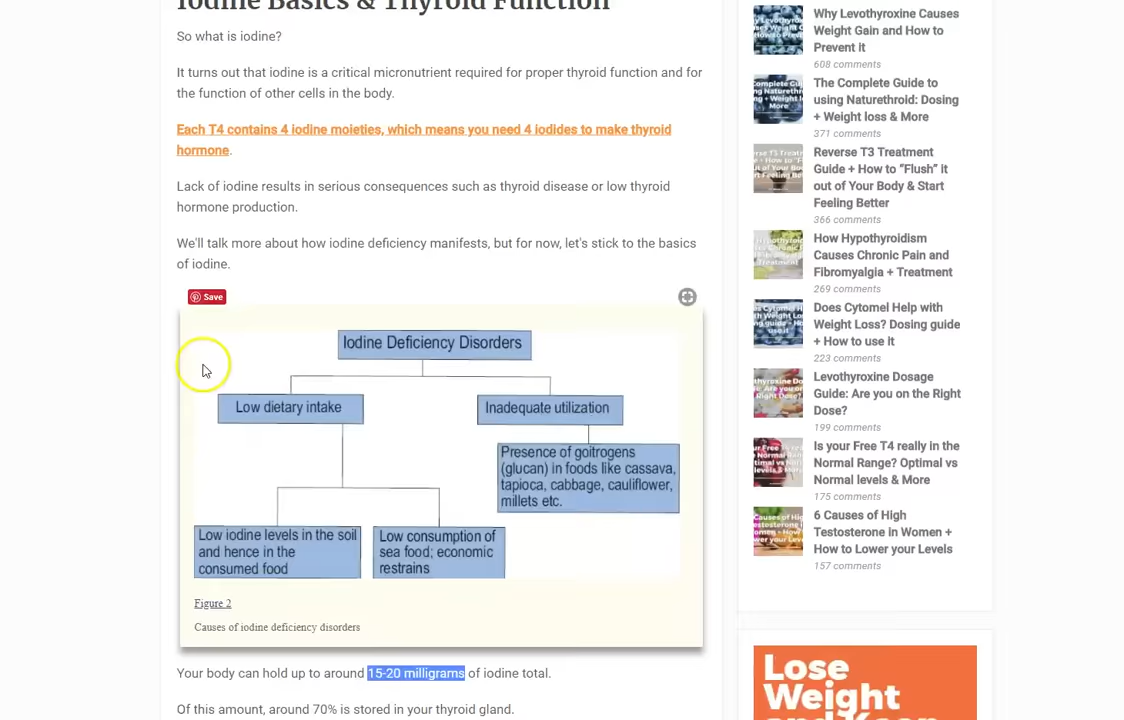 Iodine Basics & Thyroid Function
So what is iodine?
It turns out that iodine is a critical micronutrient required for proper thyroid function and for
the function of other cells in the body.
Each T4 contains 4 iodine moieties, which means you need 4 iodides to make thyroid
hormone.
Lack of iodine results in serious consequences such as thyroid disease or low thyroid
hormone production.
We'll talk more about how iodine deficiency manifests, but for now, let's stick to the basics
of iodine.
Save
Iodine Deficiency Disorders
Low dietary intake
Inadequate utilization
Presence of goitrogens
(glucan) in foods like cassava,
tapioca, cabbage, cauliflower,
millets etc.
Low iodine levels in the soil
and hence in the
consumed food
Low consumption of
sea food; economic
restrains
Figure 2
Causes of iodine deficiency disorders
Your body can hold up to around 15-20 milligrams of iodine total.
Of this amount, around 70% is stored in your thyroid gland.
Why Levothyroxine Causes
Weight Gain and How to
Prevent It
608 comments
The Complete Guide to
using Naturethroid: Dosing
+ Weight loss & More
371 comments
Reverse T3 Treatment
Guide + How to “Flush” it
out of Your Body & Start
Feeling Better
366 comments
How Hypothyroidism
Causes Chronic Pain and
Fibromyalgia + Treatment
269 comments
Does Cytomel Help with
Weight Loss? Dosing guide
+ How to use it
223 comments
Levothyroxine Dosage
Guide: Are you on the Right
Dose?
199 comments
Is your Free T4 really in the
Normal Range? Optimal vs
Normal levels & More
175 comments
6 Causes of High
Testosterone in Women +
How to Lower your Levels
157 comments
Lose
Weight
and Keep